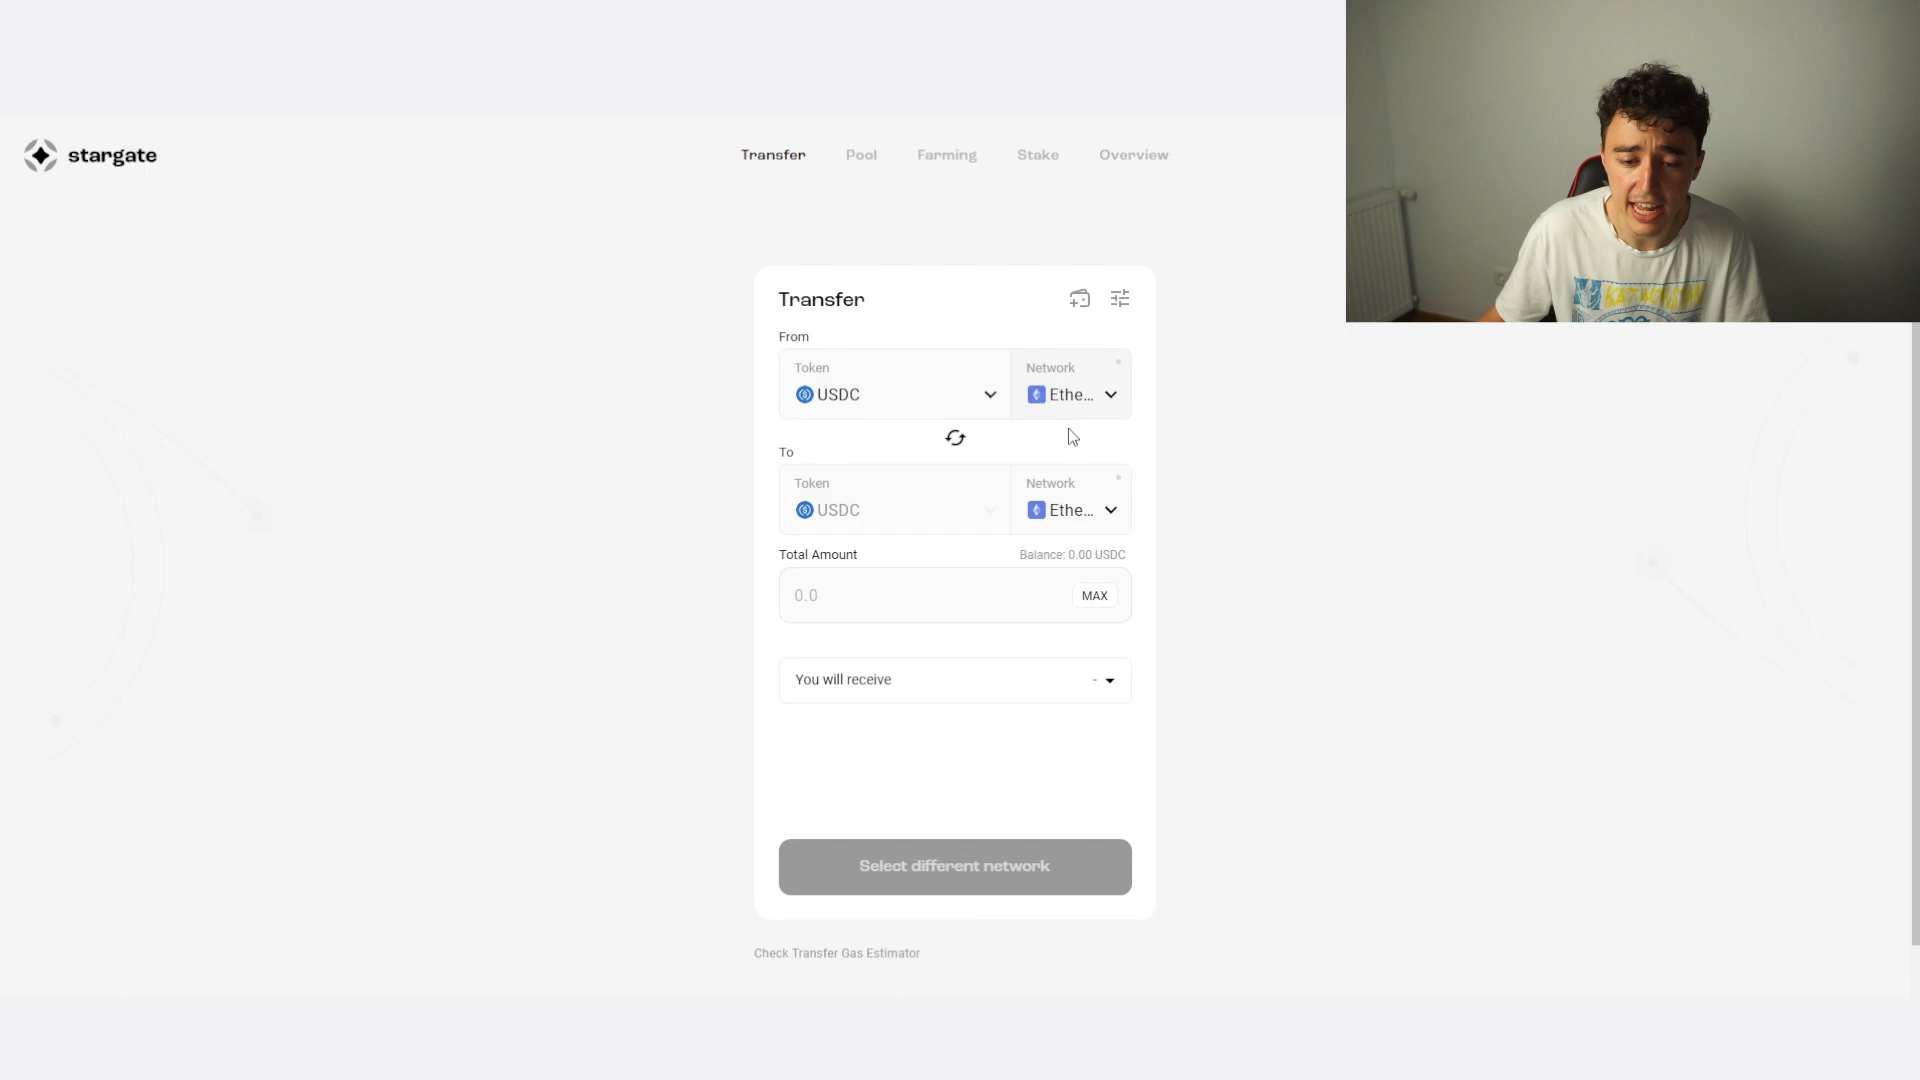 stargate
Transfer
Pool
Farming
Stake
Overview
Transfer
From
Token
Network
USDC
Ethe...
To
Token
Network
USDC
Ethe...
Total Amount
Balance: 0.00 USDC
0.0
MAX
You will receive
-
Select different network
Check Transfer Gas Estimator